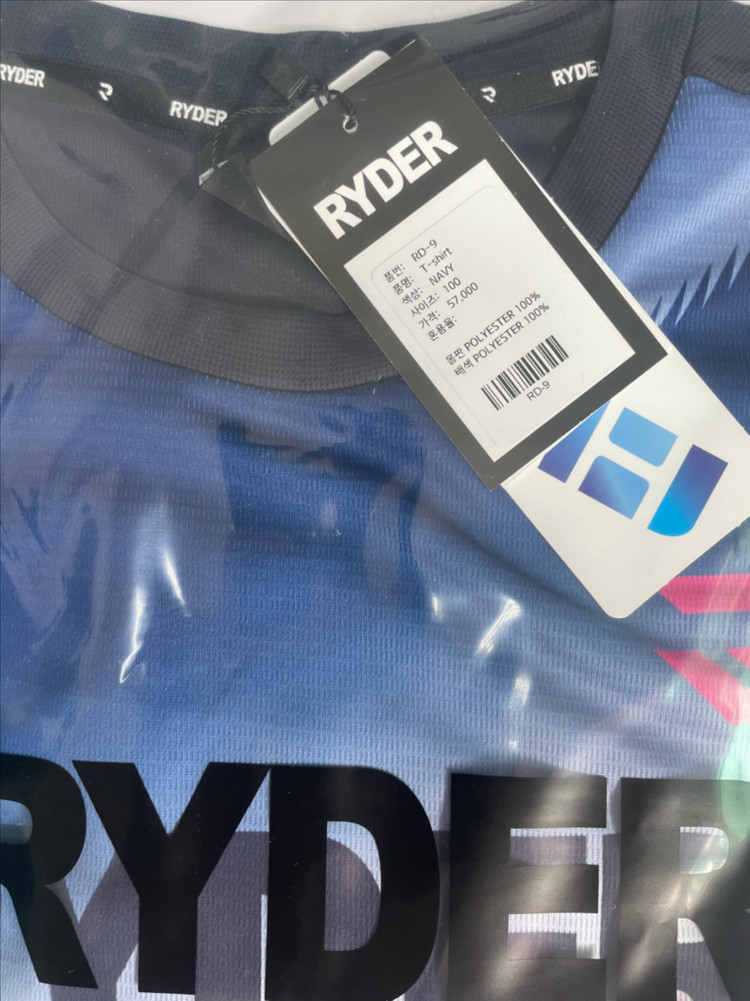 RYDER
RYDER
RYDE
RYDER
품번: RD-9
품명: T-shirt
색상: NAVY
사이즈: 100
가격: 57,000
혼용율:
몸판 POLYESTER 100%
배색 POLYESTER 100%
RD-9
RYDER